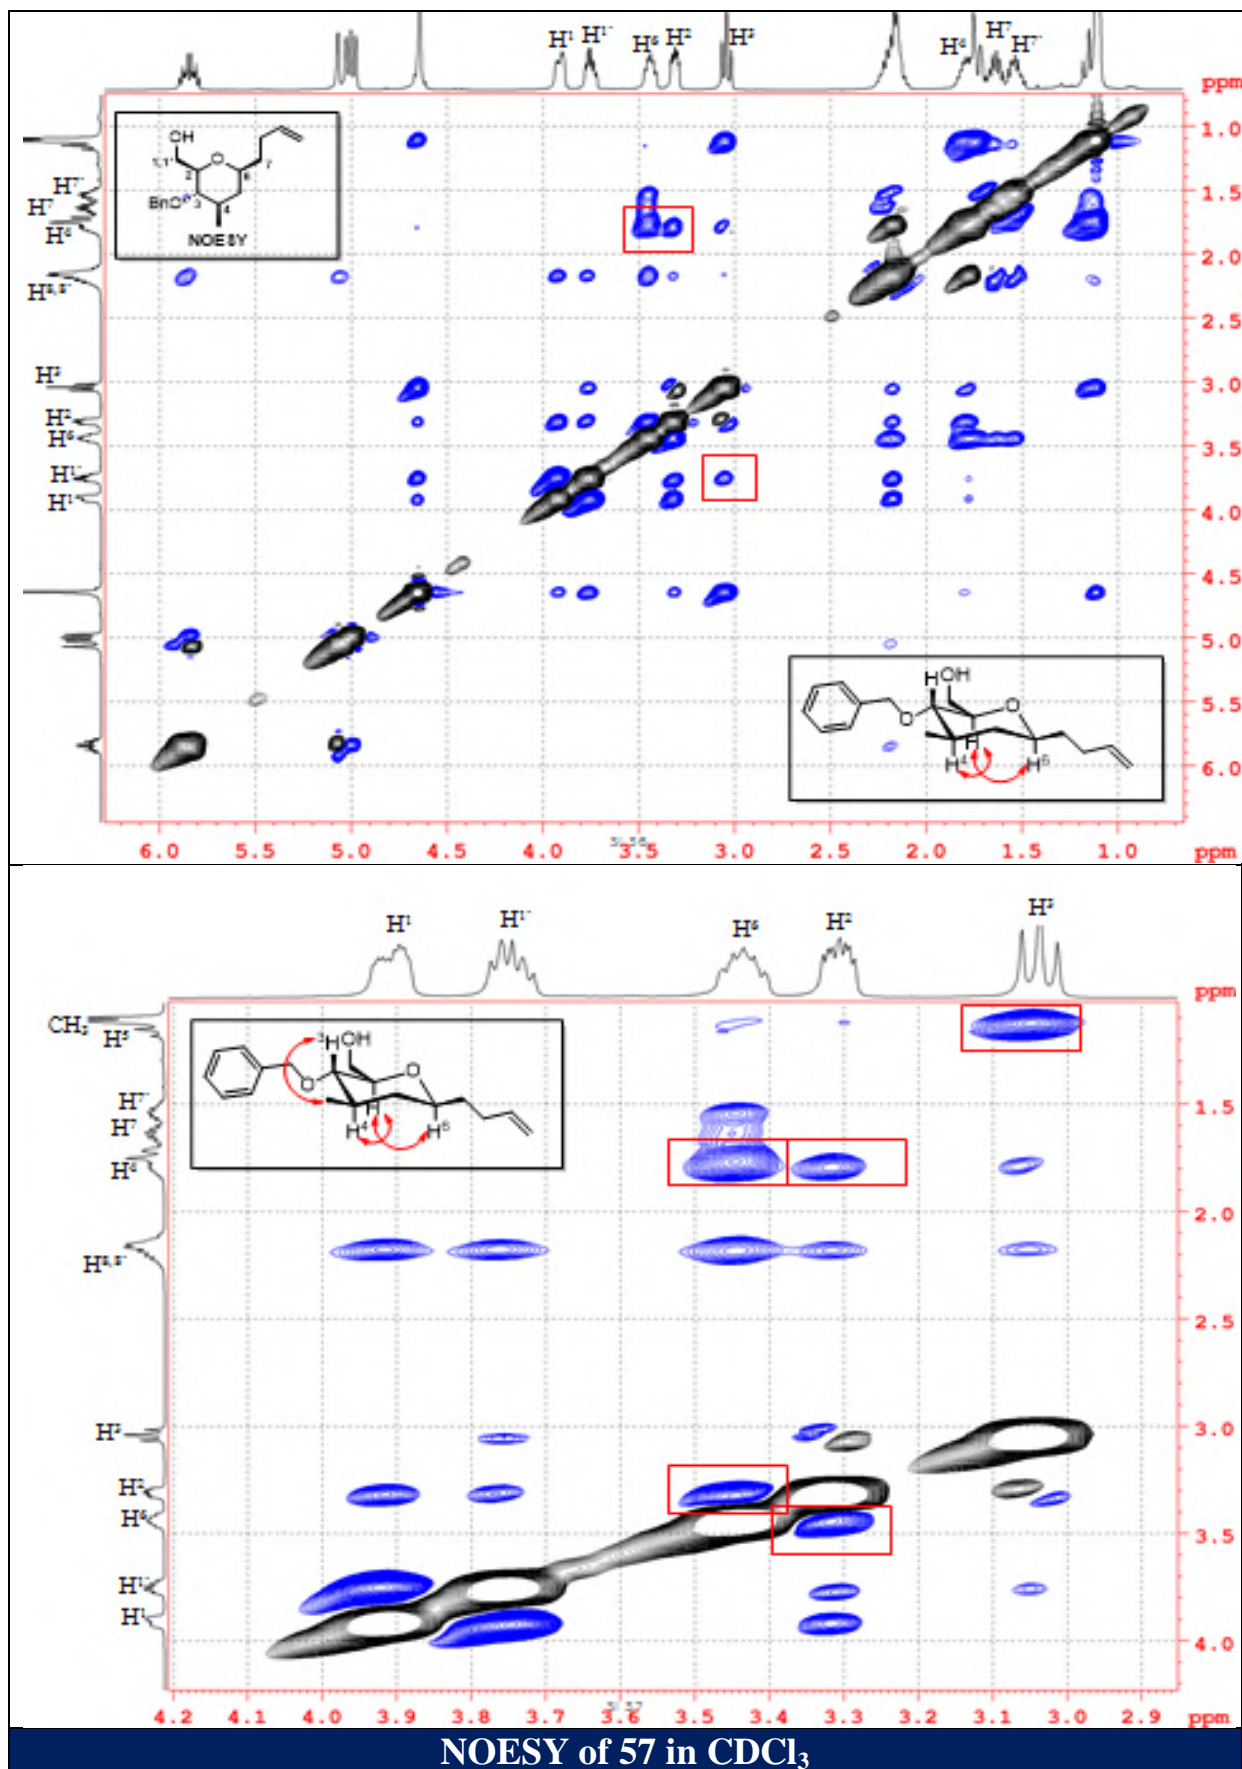 H¹ H¹' H⁶ H² H³ H⁴ H⁷ H⁷'
ppm
OH
O
1,1'
7
2
6
BnO
3
4
NOESY
H⁷'
H⁷
H⁴
H⁸,⁸'
H³
H²
H⁶
H¹'
H¹
1.0
1.5
2.0
2.5
3.0
3.5
4.0
4.5
5.0
5.5
6.0
H OH
O
O
H
H⁴ H⁶
6.0 5.5 5.0 4.5 4.0 3.5 3.0 2.5 2.0 1.5 1.0 ppm
H¹ H¹' H⁶ H² H³
ppm
CH₃
H⁵
H⁷'
H⁷
H⁴
H⁸,⁸'
H³
H²
H⁶
H¹'
H¹
³H OH
O
O
H
H⁴ H⁶
1.5
2.0
2.5
3.0
3.5
4.0
4.2 4.1 4.0 3.9 3.8 3.7 3.6 3.5 3.4 3.3 3.2 3.1 3.0 2.9 ppm
NOESY of 57 in CDCl₃